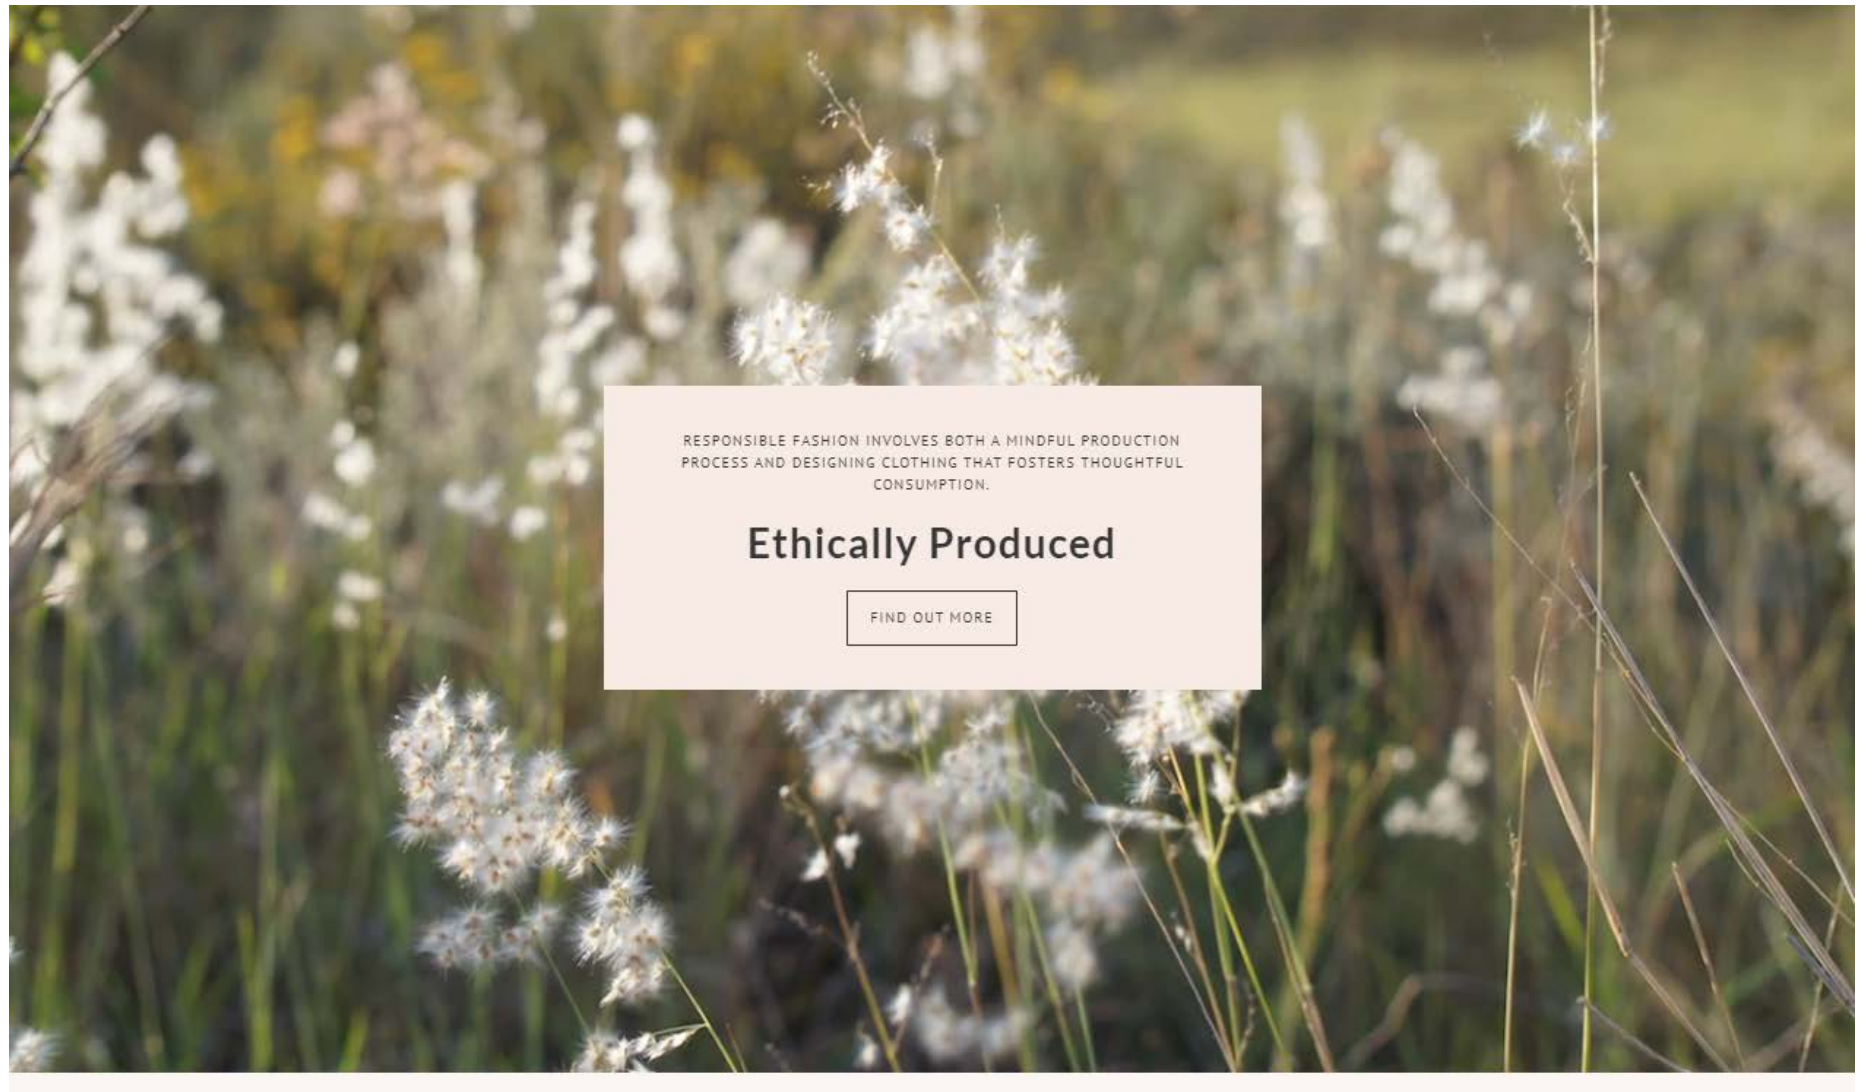 RESPONSIBLE FASHION INVOLVES BOTH A MINDFUL PRODUCTION
PROCESS AND DESIGNING CLOTHING THAT FOSTERS THOUGHTFUL
CONSUMPTION.
Ethically Produced
FIND OUT MORE